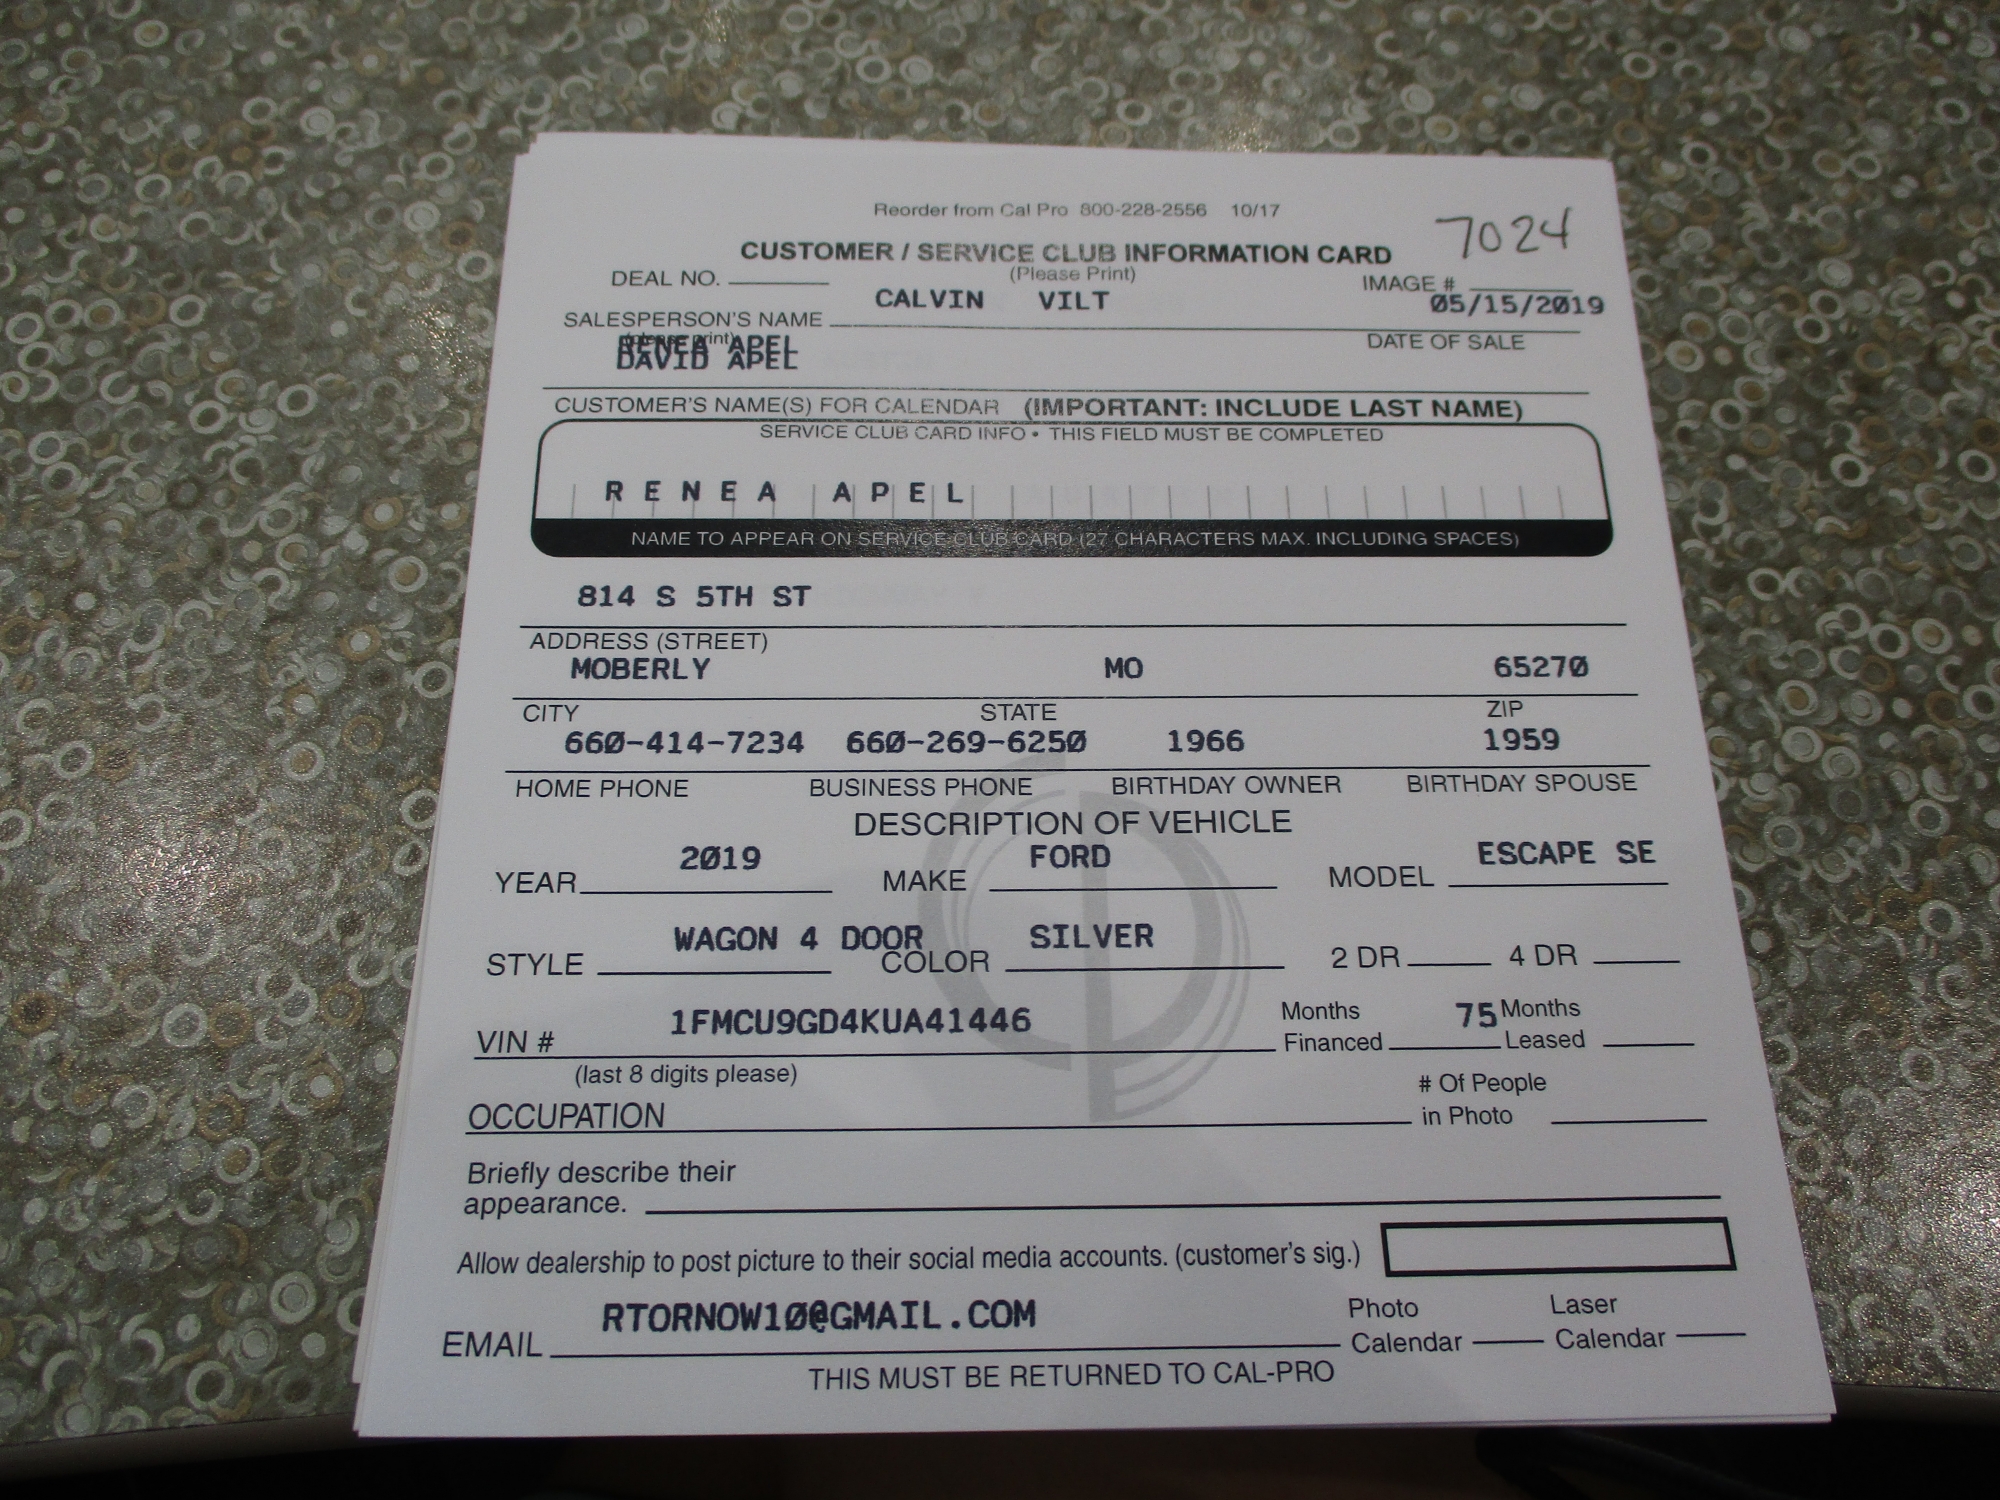 Reorder from Cal Pro 800-228-2556 10/17
7024
CUSTOMER / SERVICE CLUB INFORMATION CARD
DEAL NO. (Please Print) IMAGE #
CALVIN VILT 05/15/2019
SALESPERSON'S NAME DATE OF SALE
(please print)
RENEA APEL
DAVID APEL
CUSTOMER'S NAME(S) FOR CALENDAR (IMPORTANT: INCLUDE LAST NAME)
SERVICE CLUB CARD INFO • THIS FIELD MUST BE COMPLETED
RENEA APEL
NAME TO APPEAR ON SERVICE CLUB CARD (27 CHARACTERS MAX. INCLUDING SPACES)
814 S 5TH ST
ADDRESS (STREET)
MOBERLY MO 65270
CITY STATE ZIP
660-414-7234 660-269-6250 1966 1959
HOME PHONE BUSINESS PHONE BIRTHDAY OWNER BIRTHDAY SPOUSE
DESCRIPTION OF VEHICLE
YEAR 2019 MAKE FORD MODEL ESCAPE SE
STYLE WAGON 4 DOOR COLOR SILVER 2 DR 4 DR
VIN # 1FMCU9GD4KUA41446 Months Financed 75 Months Leased
(last 8 digits please)
OCCUPATION # Of People in Photo
Briefly describe their
appearance.
Allow dealership to post picture to their social media accounts. (customer's sig.)
EMAIL RTORNOW10@GMAIL.COM Photo Calendar Laser Calendar
THIS MUST BE RETURNED TO CAL-PRO